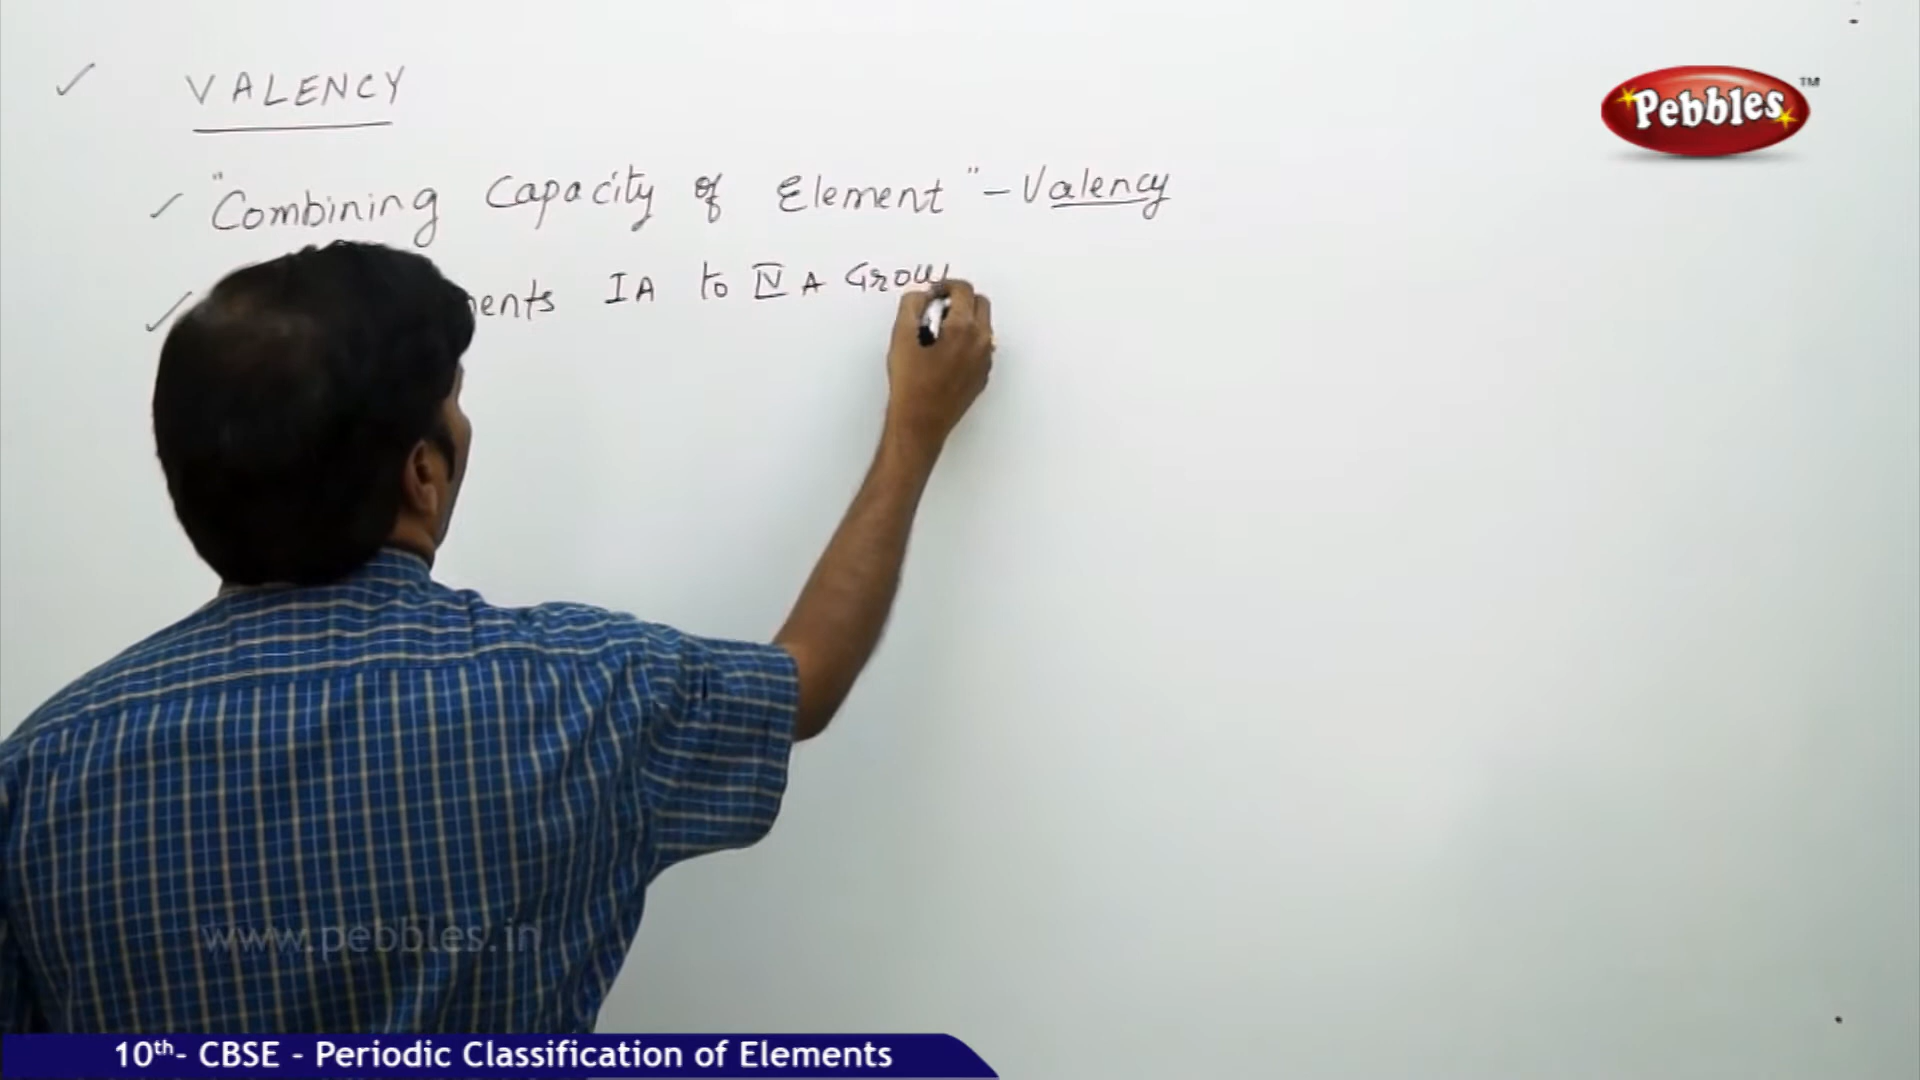 ✓ VALENCY
Pebbles™
✓ "Combining Capacity of Element" - Valency
✓ ents IA to IV A Grou
www.pebbles.in
10th- CBSE - Periodic Classification of Elements